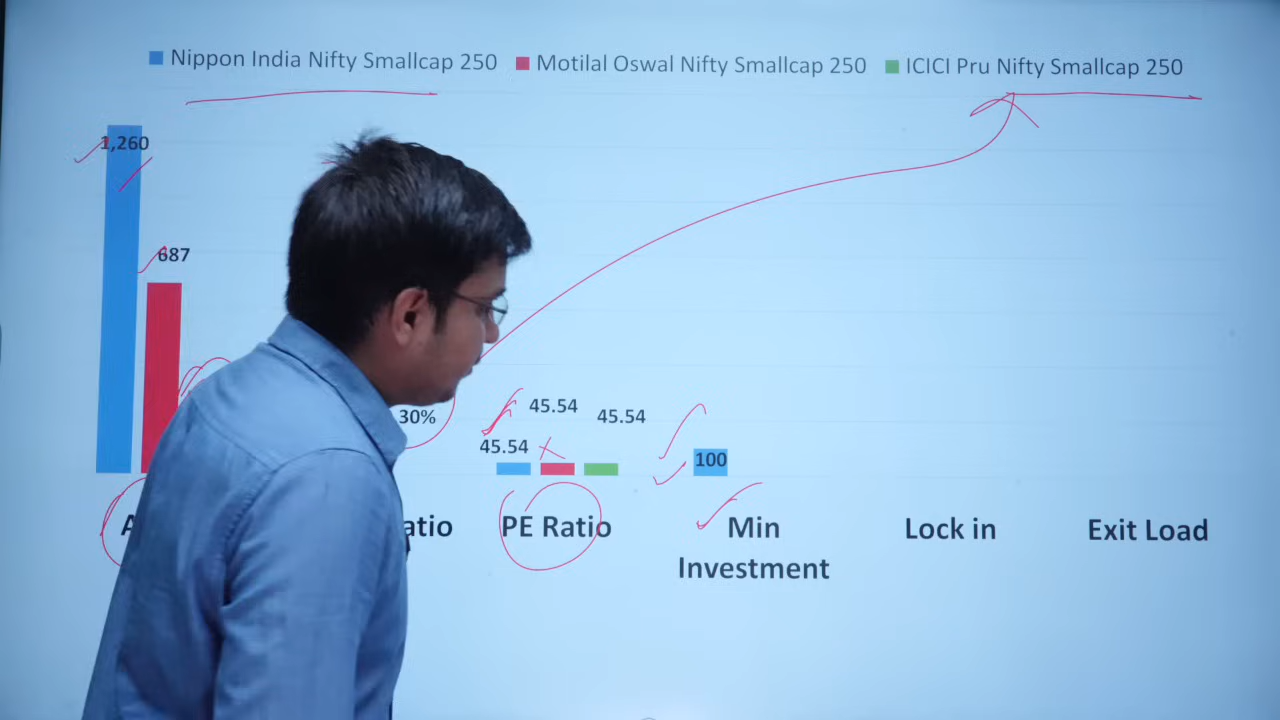 Nippon India Nifty Smallcap 250 Motilal Oswal Nifty Smallcap 250 ICICI Pru Nifty Smallcap 250
1,260
687
30%
45.54
45.54
45.54
100
PE Ratio
Min
Investment
Lock in
Exit Load